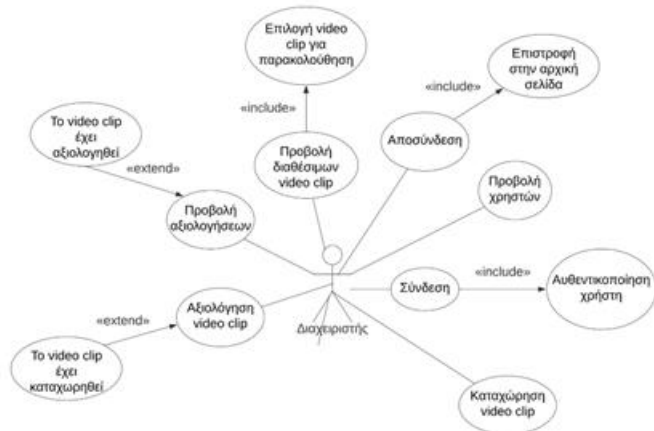 Επιλογή video
clip για
παρακολούθηση
Επιστροφή
στην αρχική
σελίδα
«include»
«include»
Το video clip
έχει
αξιολογηθεί
Αποσύνδεση
«extend»
Προβολή
διαθέσιμων
video clip
Προβολή
χρηστών
Προβολή
αξιολογήσεων
Σύνδεση
«include»
Αυθεντικοποίηση
χρήστη
Αξιολόγηση
video clip
«extend»
Διαχειριστής
Το video clip
έχει
καταχωρηθεί
Καταχώρηση
video clip